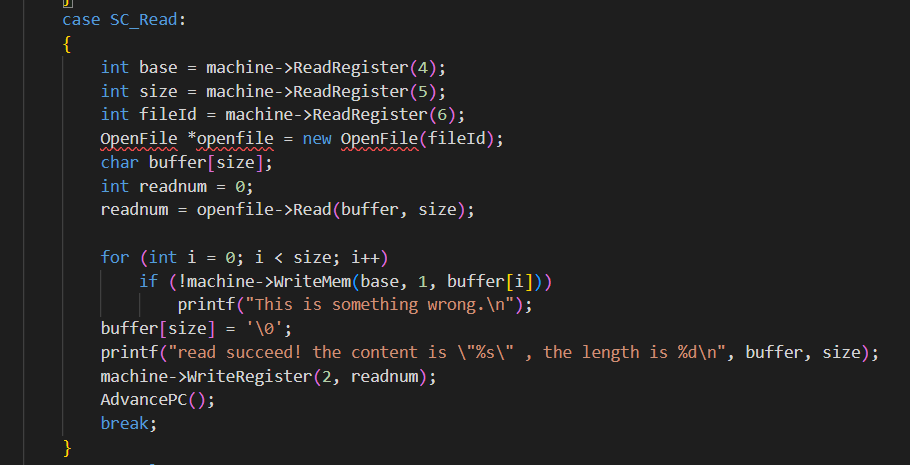 }
case SC_Read:
{
    int base = machine->ReadRegister(4);
    int size = machine->ReadRegister(5);
    int fileId = machine->ReadRegister(6);
    OpenFile *openfile = new OpenFile(fileId);
    char buffer[size];
    int readnum = 0;
    readnum = openfile->Read(buffer, size);

    for (int i = 0; i < size; i++)
        if (!machine->WriteMem(base, 1, buffer[i]))
            printf("This is something wrong.\n");
    buffer[size] = '\0';
    printf("read succeed! the content is \"%s\" , the length is %d\n", buffer, size);
    machine->WriteRegister(2, readnum);
    AdvancePC();
    break;
}